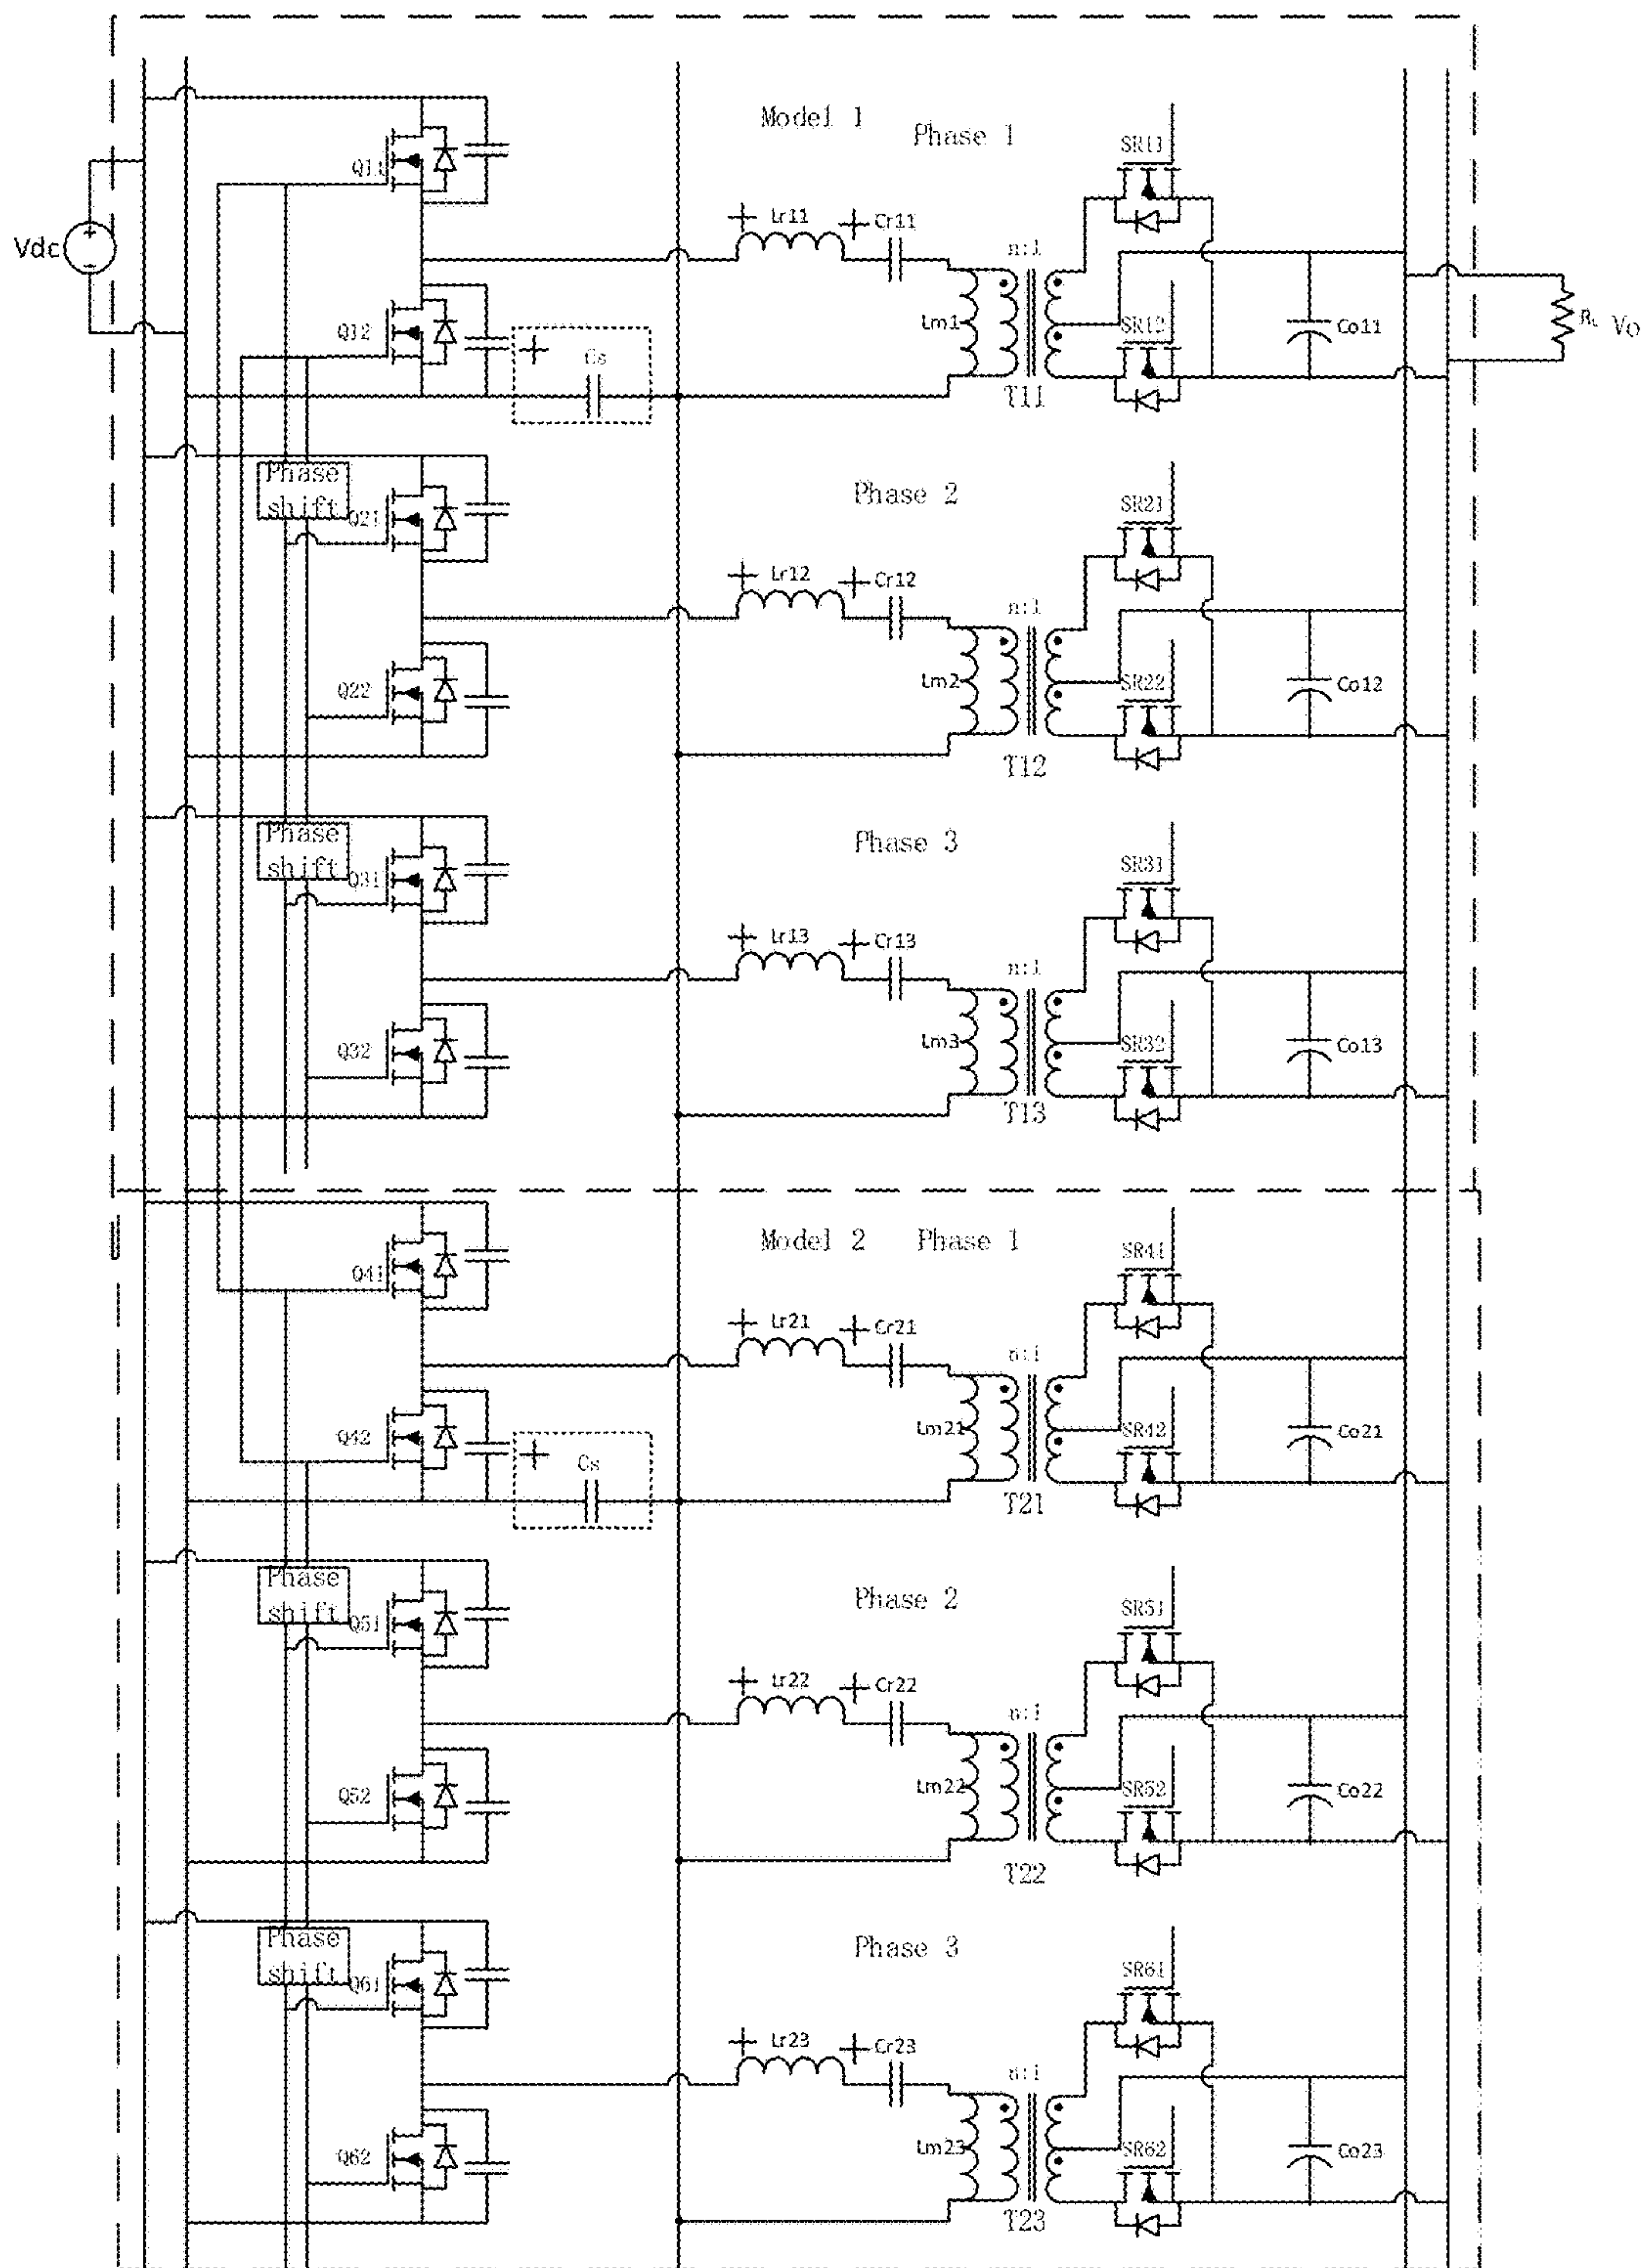 Model 1
Phase 1
SR11
Q11
Lr11
Cr11
n:1
Vdc
Lm1
SR12
Co11
Vo
Q12
Cs
T11
Phase
shift
Q21
Phase 2
SR21
Lr12
Cr12
n:1
Q22
Lm2
SR22
Co12
T12
Phase
shift
Q31
Phase 3
SR31
Lr13
Cr13
n:1
Q32
Lm3
SR32
Co13
T13
Model 2
Phase 1
SR41
Q41
Lr21
Cr21
n:1
Q42
Lm21
SR42
Co21
Cs
T21
Phase
shift
Q51
Phase 2
SR51
Lr22
Cr22
n:1
Q52
Lm22
SR52
Co22
T22
Phase
shift
Q61
Phase 3
SR61
Lr23
Cr23
n:1
Q62
Lm23
SR62
Co23
T23